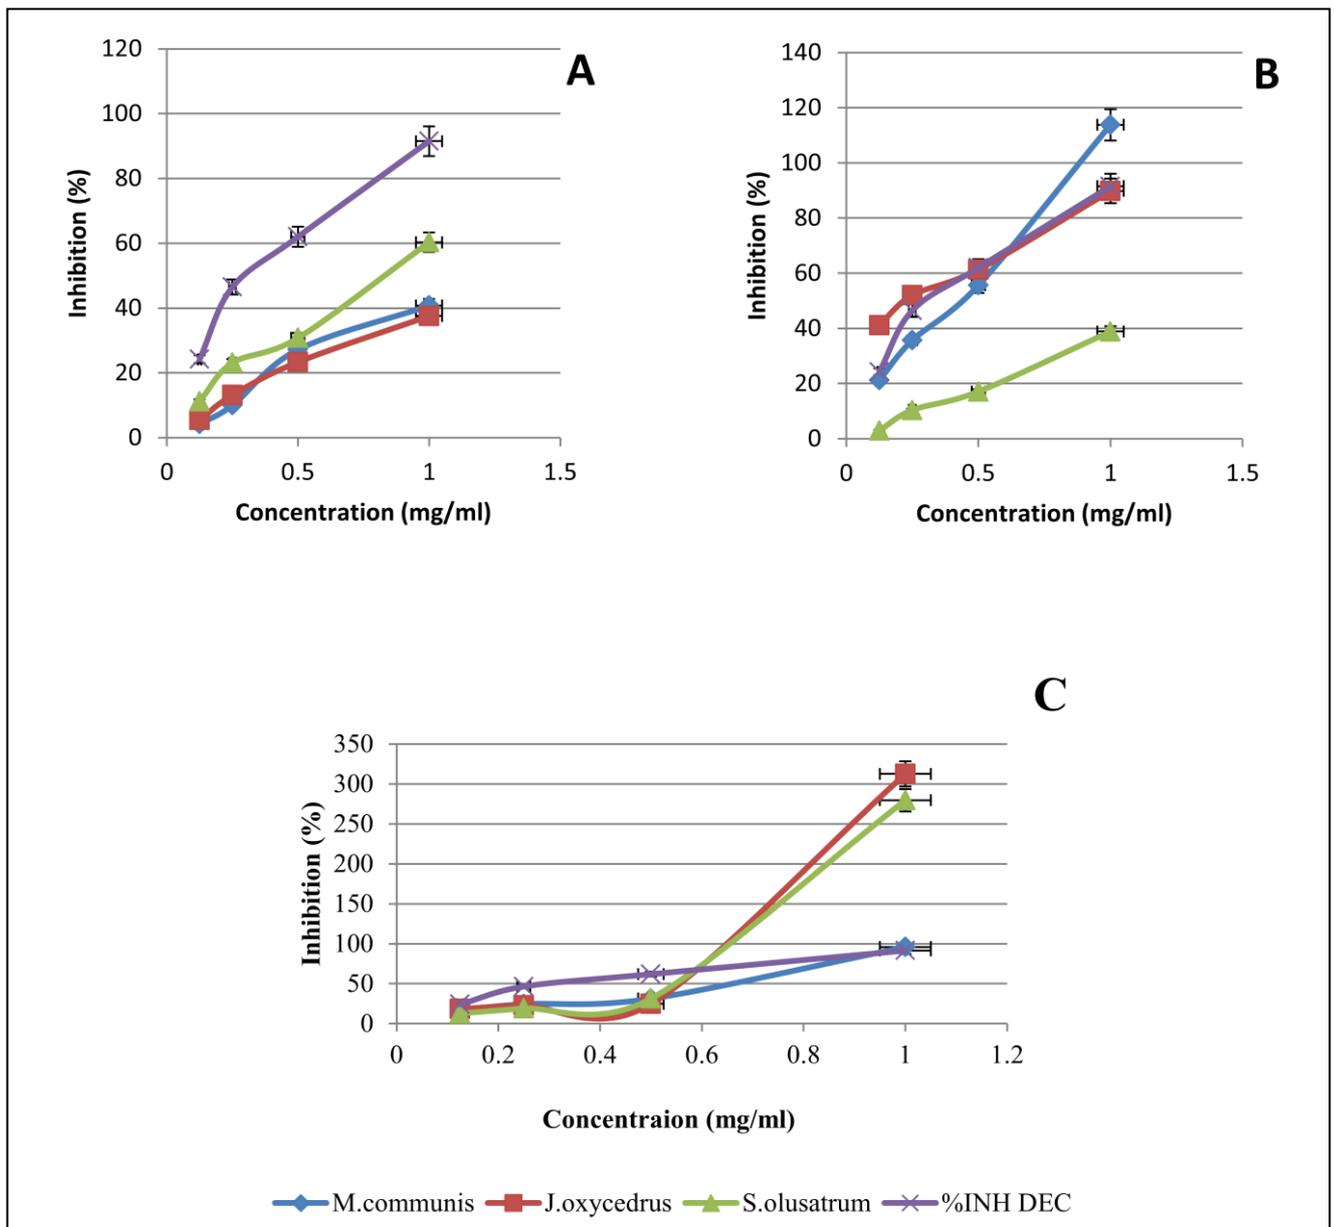 A
120
100
80
60
40
20
0
Inhibition (%)
0 0.5 1 1.5
Concentration (mg/ml)
B
140
120
100
80
60
40
20
0
Inhibition (%)
0 0.5 1 1.5
Concentration (mg/ml)
C
350
300
250
200
150
100
50
0
Inhibition (%)
0 0.2 0.4 0.6 0.8 1 1.2
Concentraion (mg/ml)
M.communis J.oxycedrus S.olusatrum %INH DEC